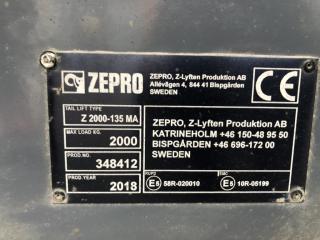 ZEPRO
ZEPRO, Z-Lyften Produktion AB
Allévägen 4, 844 41 Bispgården
SWEDEN
CE
TAIL LIFT TYPE
Z 2000-135 MA
MAX LOAD KG.
2000
PROD.NO.
348412
PROD.YEAR
2018
ZEPRO, Z-Lyften Produktion AB
KATRINEHOLM +46 150-48 95 50
BISPGÅRDEN +46 696-172 00
SWEDEN
RUPD
E5 58R-020010
EMC
E5 10R-05199